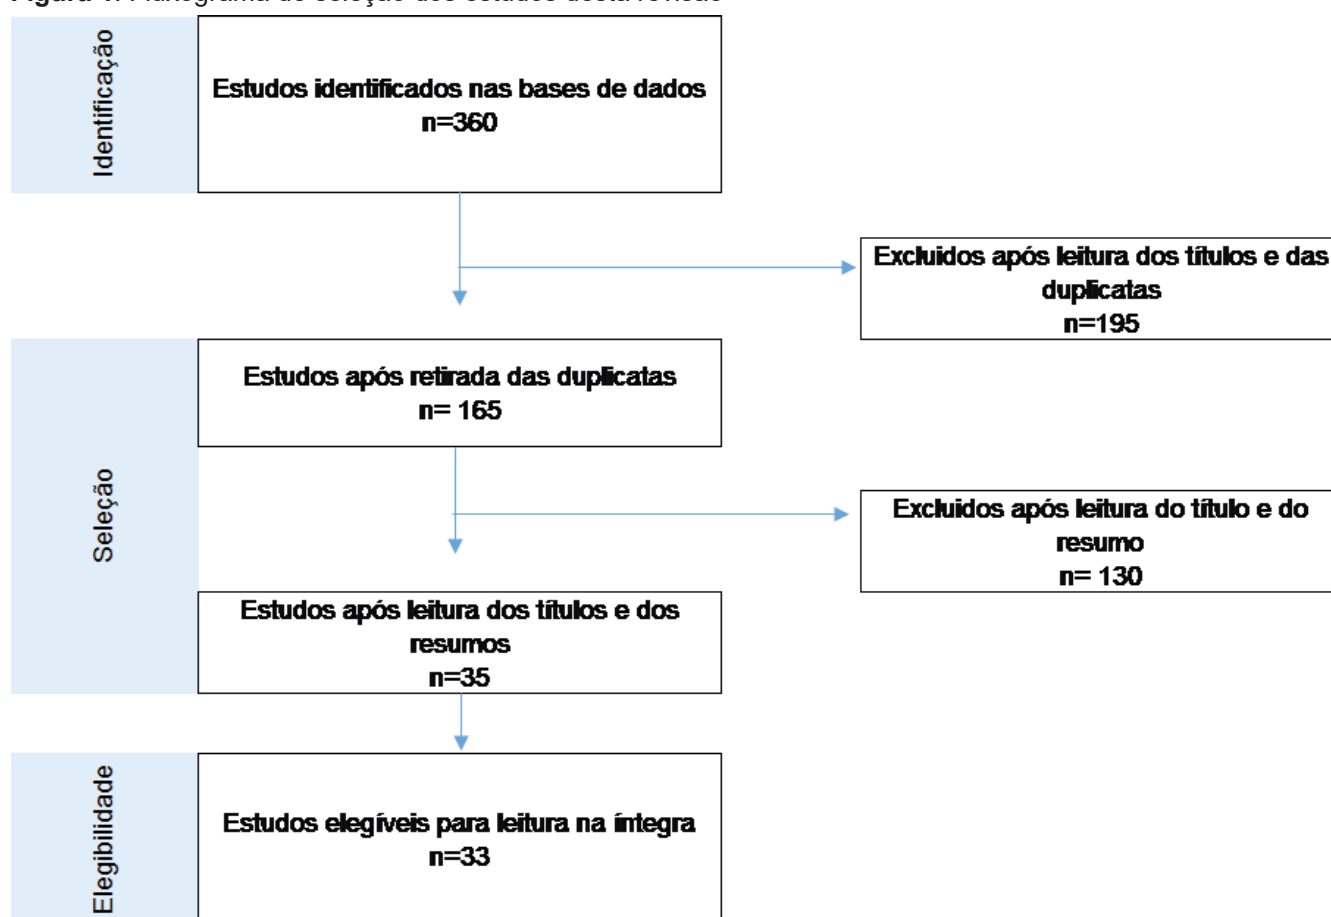 Identificação
Estudos identificados nas bases de dados
n=360
Excluidos após leitura dos títulos e das
duplicatas
n=195
Seleção
Estudos após retirada das duplicatas
n= 165
Excluidos após leitura do título e do
resumo
n= 130
Estudos após leitura dos títulos e dos
resumos
n=35
Elegibilidade
Estudos elegíveis para leitura na íntegra
n=33